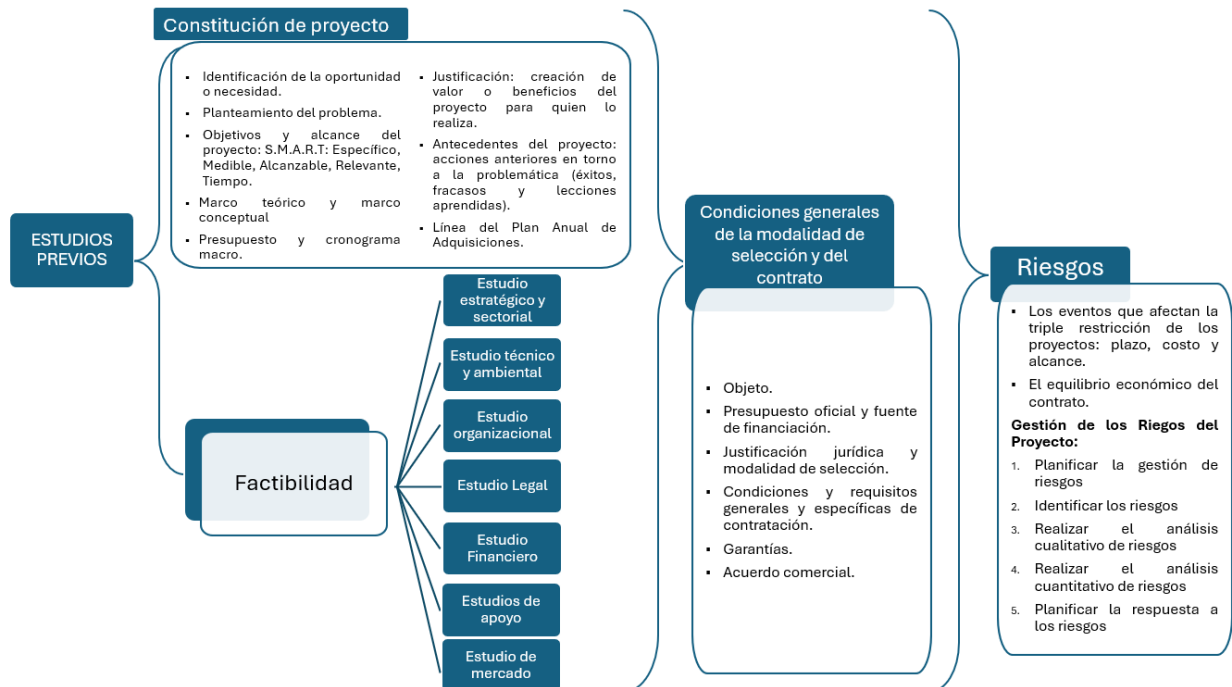 Constitución de proyecto
▪ Identificación de la oportunidad
o necesidad.
▪ Planteamiento del problema.
▪ Objetivos y alcance del
proyecto: S.M.A.R.T: Específico,
Medible, Alcanzable, Relevante,
Tiempo.
▪ Marco teórico y marco
conceptual
▪ Presupuesto y cronograma
macro.
▪ Justificación: creación de
valor o beneficios del
proyecto para quien lo
realiza.
▪ Antecedentes del proyecto:
acciones anteriores en torno
a la problemática (éxitos,
fracasos y lecciones
aprendidas).
▪ Línea del Plan Anual de
Adquisiciones.
ESTUDIOS
PREVIOS
Factibilidad
Estudio
estratégico y
sectorial
Estudio técnico
y ambiental
Estudio
organizacional
Estudio Legal
Estudio
Financiero
Estudios de
apoyo
Estudio de
mercado
Condiciones generales
de la modalidad de
selección y del
contrato
▪ Objeto.
▪ Presupuesto oficial y fuente
de financiación.
▪ Justificación jurídica y
modalidad de selección.
▪ Condiciones y requisitos
generales y específicas de
contratación.
▪ Garantías.
▪ Acuerdo comercial.
Riesgos
▪ Los eventos que afectan la
triple restricción de los
proyectos: plazo, costo y
alcance.
▪ El equilibrio económico del
contrato.
Gestión de los Riegos del
Proyecto:
1. Planificar la gestión de
riesgos
2. Identificar los riesgos
3. Realizar el análisis
cualitativo de riesgos
4. Realizar el análisis
cuantitativo de riesgos
5. Planificar la respuesta a
los riesgos